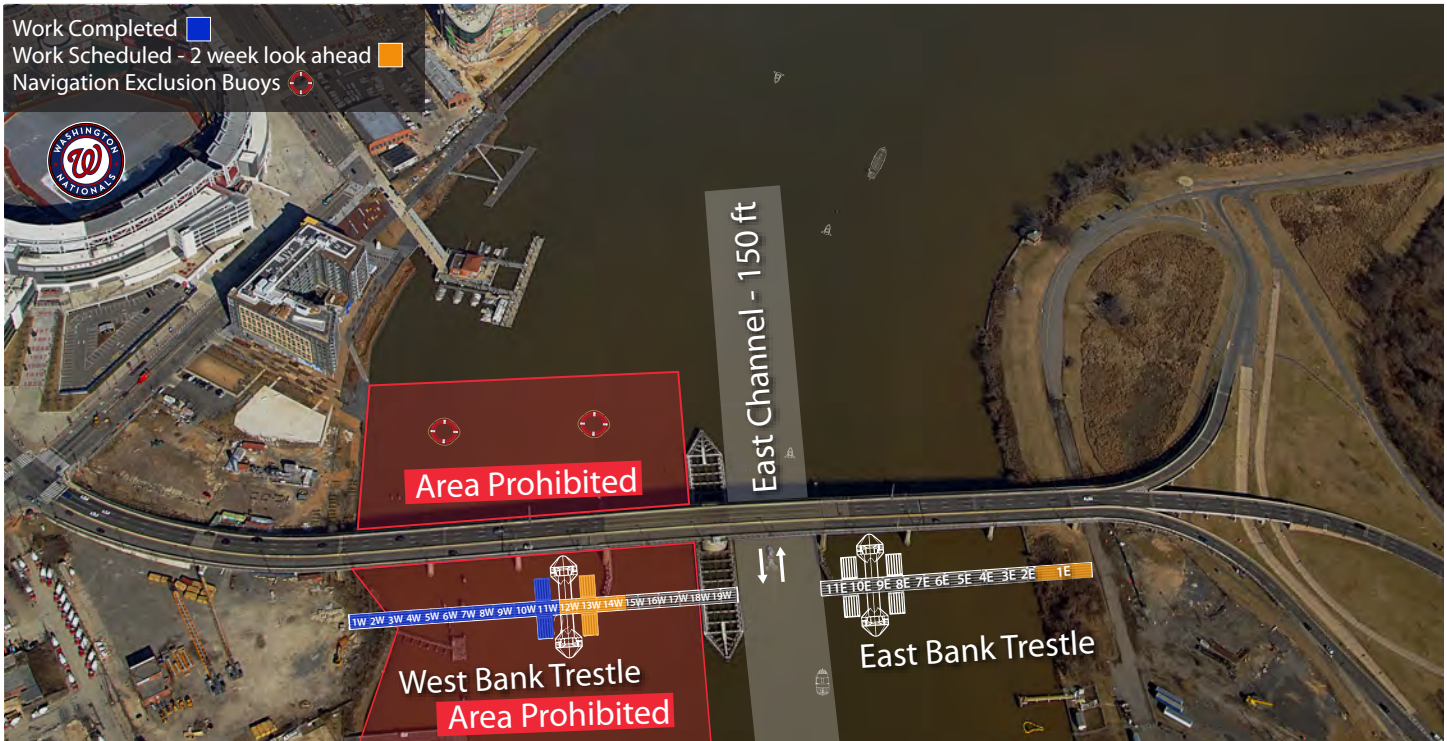 Work Completed
Work Scheduled - 2 week look ahead
Navigation Exclusion Buoys
WASHINGTON
W
NATIONALS
East Channel - 150 ft
Area Prohibited
1W 2W 3W 4W 5W 6W 7W 8W 9W 10W 11W 12W 13W 14W 15W 16W 17W 18W 19W
11E 10E 9E 8E 7E 6E 5E 4E 3E 2E 1E
West Bank Trestle
East Bank Trestle
Area Prohibited